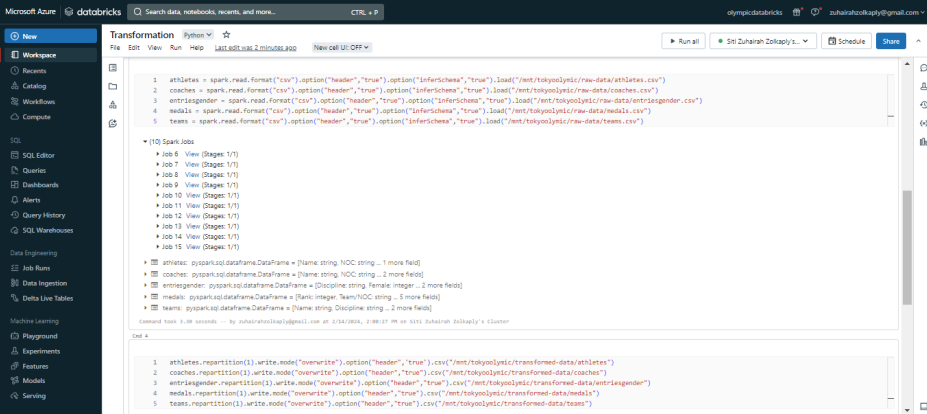 Microsoft Azure
databricks
Search data, notebooks, recents, and more...
CTRL + P
olympicdatabricks
zuhairahzolkaply@gmail.com
New
Workspace
Recents
Catalog
Workflows
Compute
SQL
SQL Editor
Queries
Dashboards
Alerts
Query History
SQL Warehouses
Data Engineering
Job Runs
Data Ingestion
Delta Live Tables
Machine Learning
Playground
Experiments
Features
Models
Serving
Transformation
Python
File Edit View Run Help Last edit was 2 minutes ago New cell UI: OFF
Run all
Siti Zuhairah Zolkaply's...
Schedule
Share
1 athletes = spark.read.format("csv").option("header","true").option("inferSchema","true").load("/mnt/tokyoolymic/raw-data/athletes.csv")
2 coaches = spark.read.format("csv").option("header","true").option("inferSchema","true").load("/mnt/tokyoolymic/raw-data/coaches.csv")
3 entriesgender = spark.read.format("csv").option("header","true").option("inferSchema","true").load("/mnt/tokyoolymic/raw-data/entriesgender.csv")
4 medals = spark.read.format("csv").option("header","true").option("inferSchema","true").load("/mnt/tokyoolymic/raw-data/medals.csv")
5 teams = spark.read.format("csv").option("header","true").option("inferSchema","true").load("/mnt/tokyoolymic/raw-data/teams.csv")
(10) Spark Jobs
Job 6 View (Stages: 1/1)
Job 7 View (Stages: 1/1)
Job 8 View (Stages: 1/1)
Job 9 View (Stages: 1/1)
Job 10 View (Stages: 1/1)
Job 11 View (Stages: 1/1)
Job 12 View (Stages: 1/1)
Job 13 View (Stages: 1/1)
Job 14 View (Stages: 1/1)
Job 15 View (Stages: 1/1)
athletes: pyspark.sql.dataframe.DataFrame = [Name: string, NOC: string ... 1 more field]
coaches: pyspark.sql.dataframe.DataFrame = [Name: string, NOC: string ... 2 more fields]
entriesgender: pyspark.sql.dataframe.DataFrame = [Discipline: string, Female: integer ... 2 more fields]
medals: pyspark.sql.dataframe.DataFrame = [Rank: integer, Team/NOC: string ... 5 more fields]
teams: pyspark.sql.dataframe.DataFrame = [Name: string, Discipline: string ... 2 more fields]
Command took 3.50 seconds -- by zuhairahzolkaply@gmail.com at 2/14/2024, 2:00:27 PM on Siti Zuhairah Zolkaply's Cluster
Cmd 4
1 athletes.repartition(1).write.mode("overwrite").option("header",'true').csv("/mnt/tokyoolymic/transformed-data/athletes")
2 coaches.repartition(1).write.mode("overwrite").option("header","true").csv("/mnt/tokyoolymic/transformed-data/coaches")
3 entriesgender.repartition(1).write.mode("overwrite").option("header","true").csv("/mnt/tokyoolymic/transformed-data/entriesgender")
4 medals.repartition(1).write.mode("overwrite").option("header","true").csv("/mnt/tokyoolymic/transformed-data/medals")
5 teams.repartition(1).write.mode("overwrite").option("header","true").csv("/mnt/tokyoolymic/transformed-data/teams")